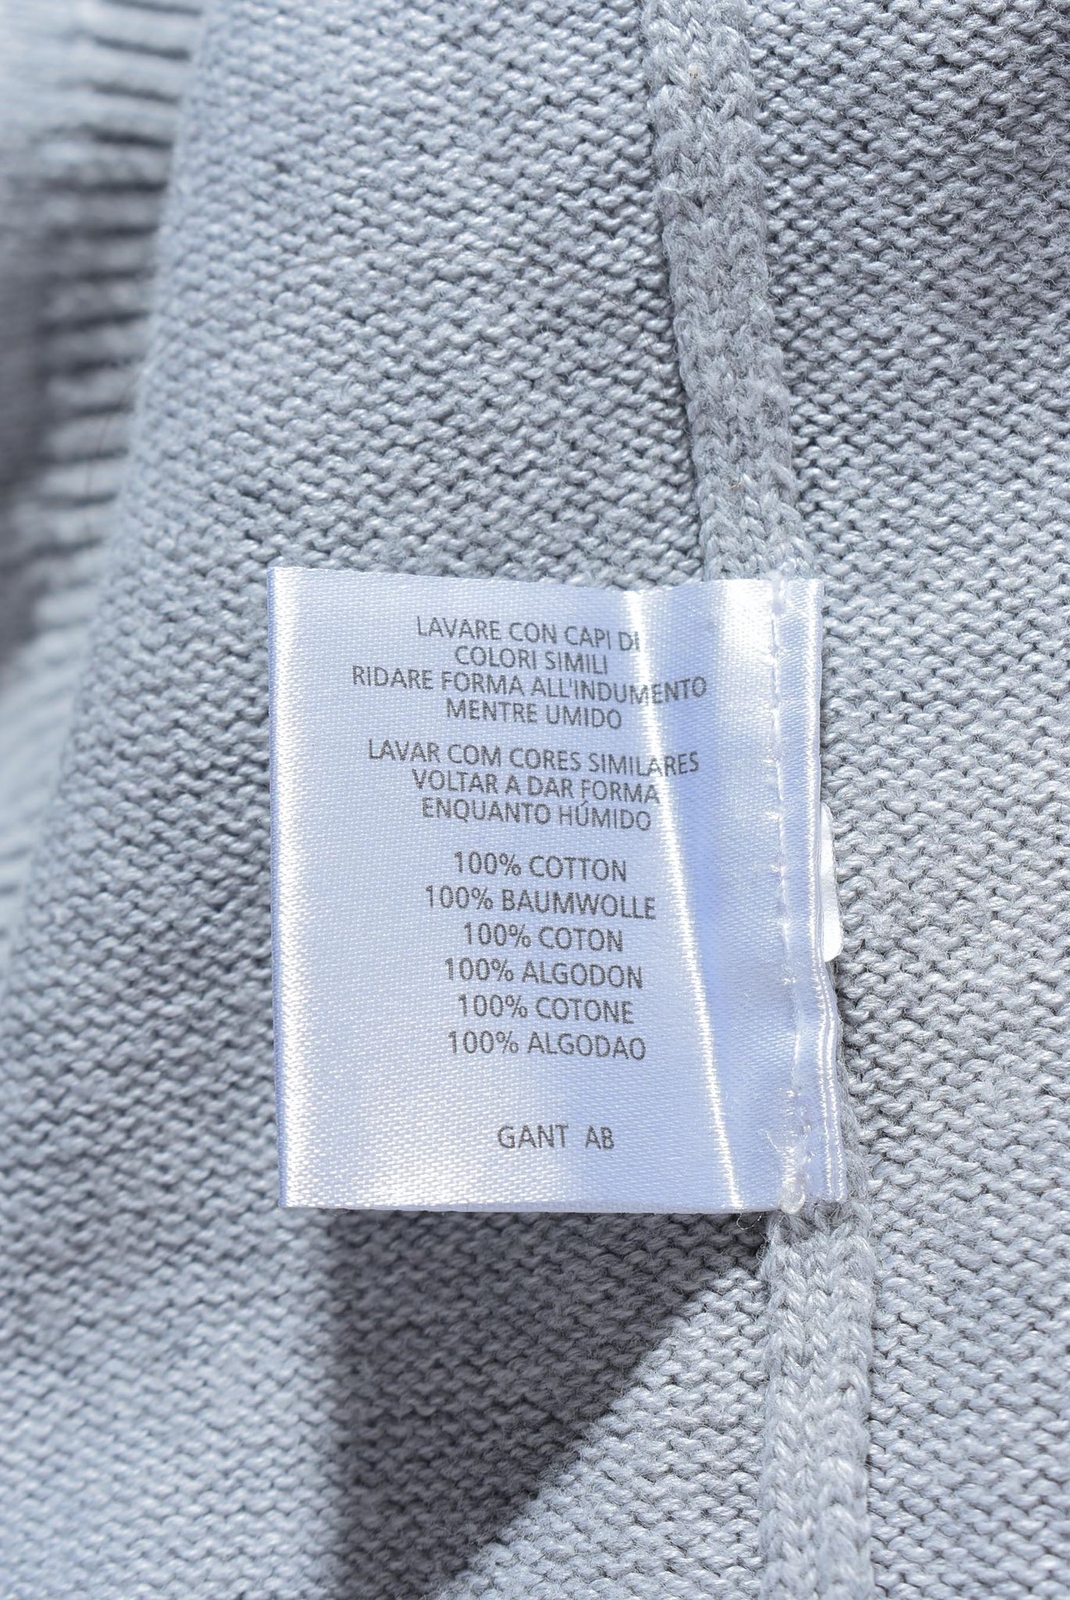 LAVARE CON CAPI DI
COLORI SIMILI
RIDARE FORMA ALL'INDUMENTO
MENTRE UMIDO
LAVAR COM CORES SIMILARES
VOLTAR A DAR FORMA
ENQUANTO HÚMIDO
100% COTTON
100% BAUMWOLLE
100% COTON
100% ALGODON
100% COTONE
100% ALGODAO
GANT AB